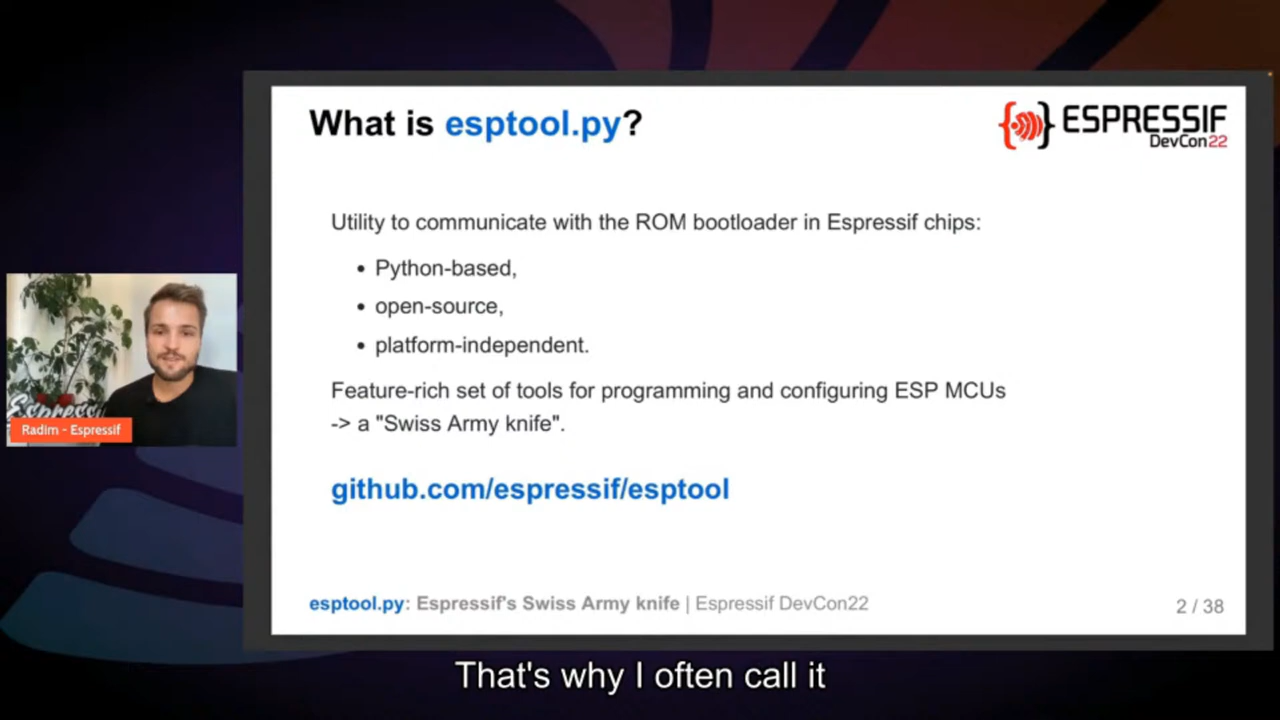 What is esptool.py?
ESPRESSIF
DevCon22
Utility to communicate with the ROM bootloader in Espressif chips:
• Python-based,
• open-source,
• platform-independent.
Feature-rich set of tools for programming and configuring ESP MCUs
-> a "Swiss Army knife".
github.com/espressif/esptool
esptool.py: Espressif's Swiss Army knife | Espressif DevCon22
2 / 38
Espress
Radim - Espressif
That's why I often call it